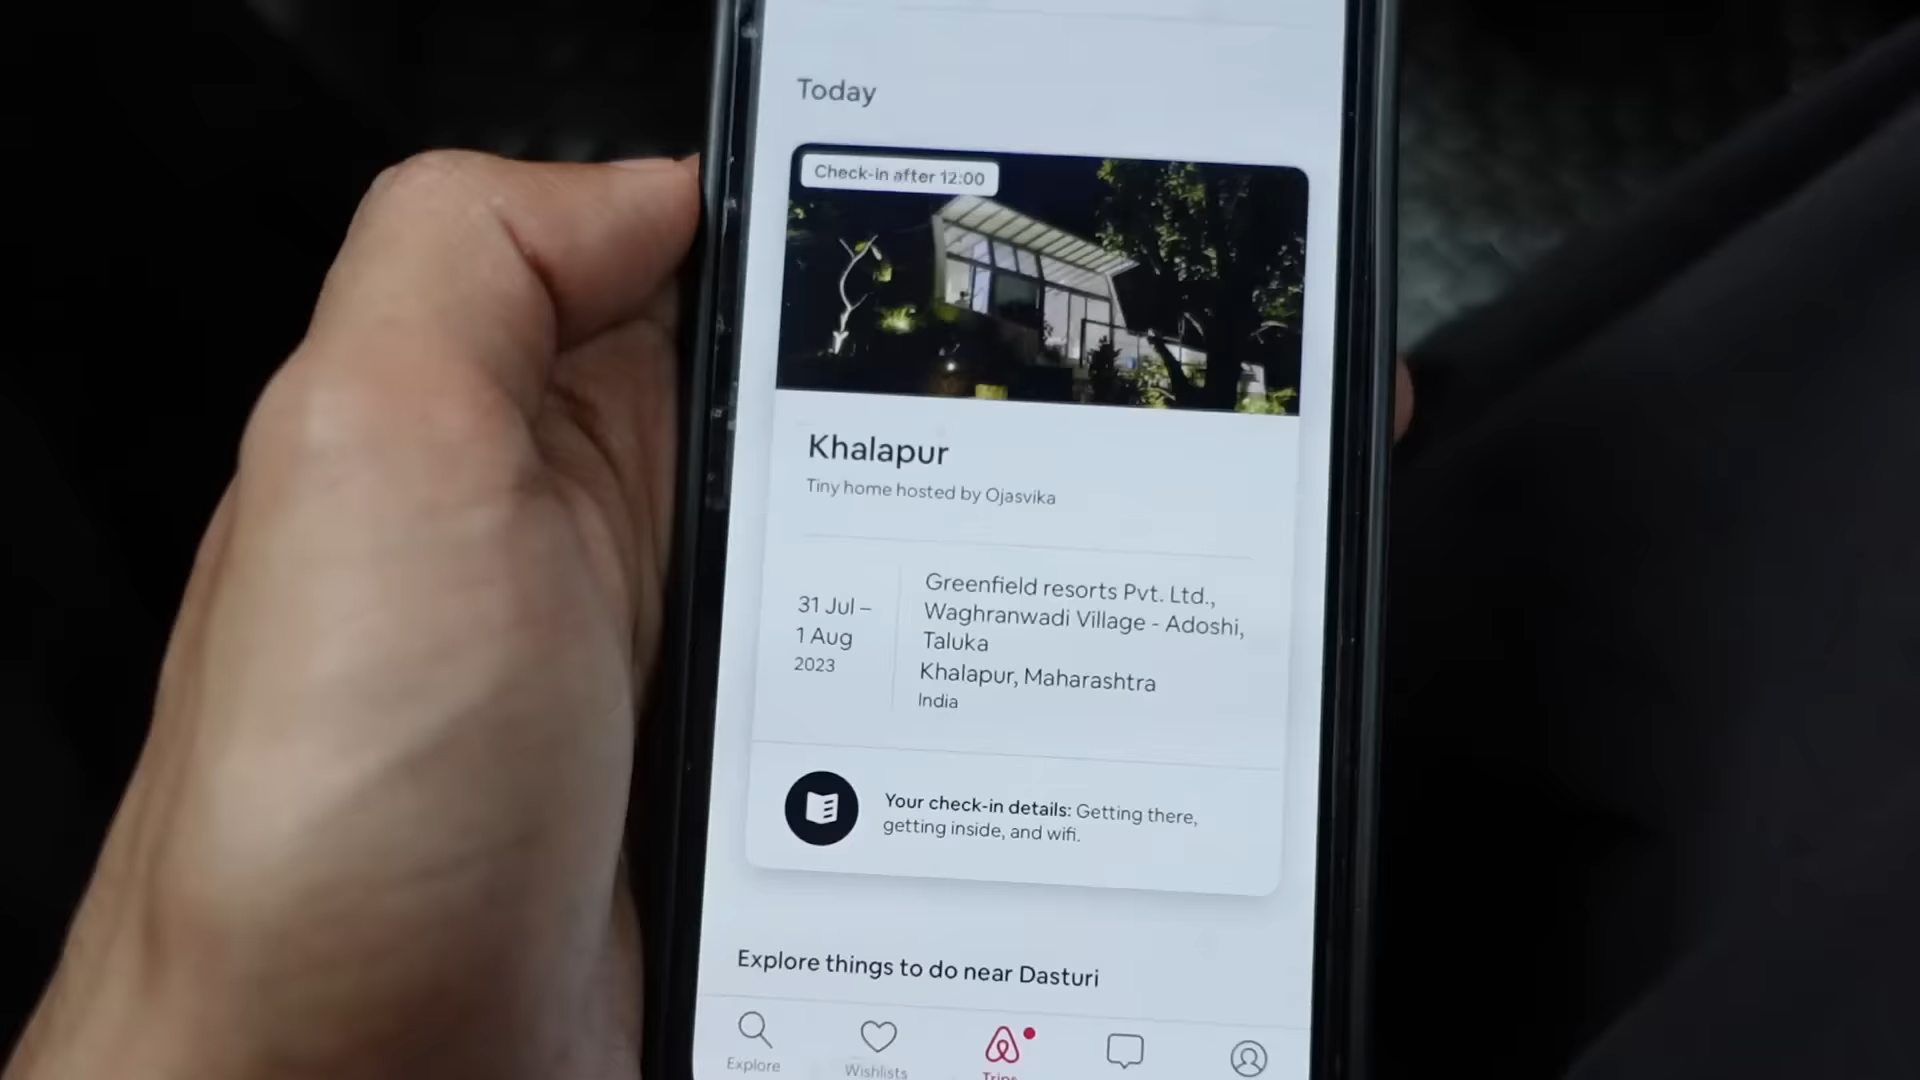 Today
Check-in after 12:00
Khalapur
Tiny home hosted by Ojasvika
31 Jul –
1 Aug
2023
Greenfield resorts Pvt. Ltd.,
Waghranwadi Village - Adoshi,
Taluka
Khalapur, Maharashtra
India
Your check-in details: Getting there,
getting inside, and wifi.
Explore things to do near Dasturi
Explore
Wishlists
Trips